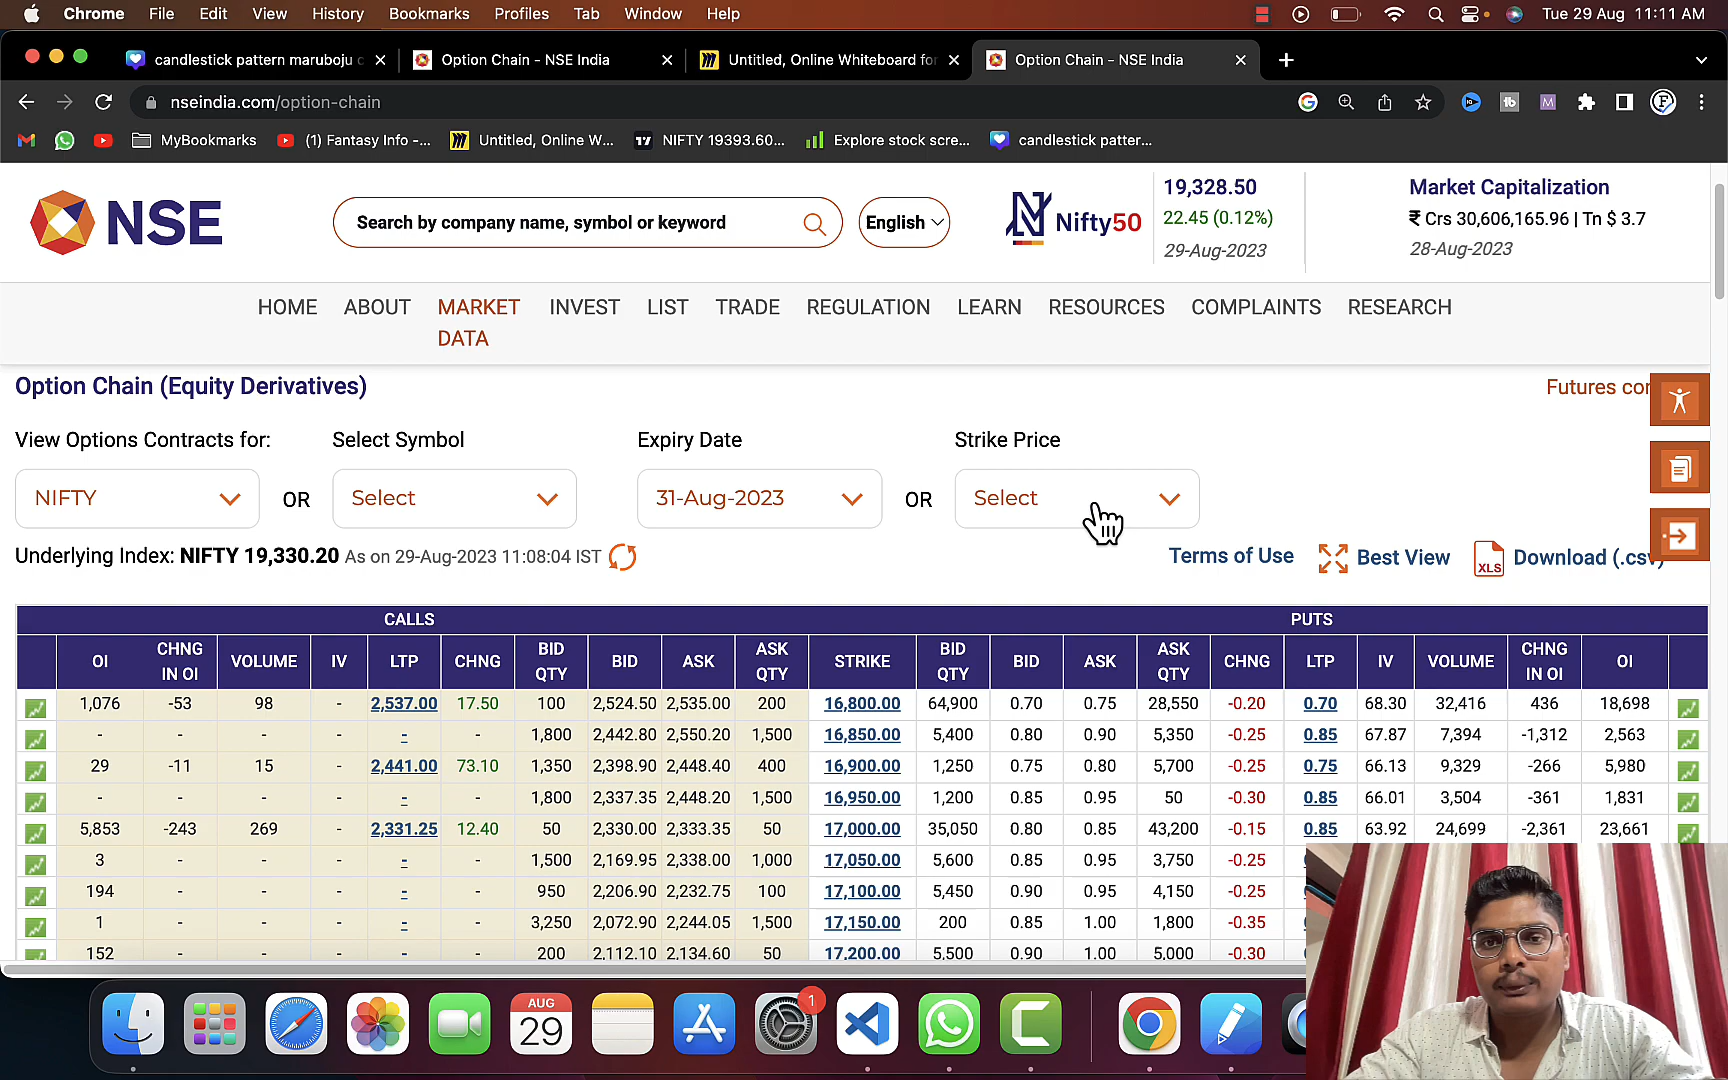 Chrome File Edit View History Bookmarks Profiles Tab Window Help Tue 29 Aug 11:11 AM
candlestick pattern maruboju Option Chain - NSE India Untitled, Online Whiteboard for Option Chain - NSE India
nseindia.com/option-chain
MyBookmarks (1) Fantasy Info -... Untitled, Online W... NIFTY 19393.60... Explore stock scre... candlestick patter...
NSE
Search by company name, symbol or keyword
English
Nifty50
19,328.50
22.45 (0.12%)
29-Aug-2023
Market Capitalization
₹ Crs 30,606,165.96 | Tn $ 3.7
28-Aug-2023
HOME ABOUT MARKET DATA INVEST LIST TRADE REGULATION LEARN RESOURCES COMPLAINTS RESEARCH
Option Chain (Equity Derivatives)
Futures con
View Options Contracts for: Select Symbol Expiry Date Strike Price
NIFTY OR Select 31-Aug-2023 OR Select
Underlying Index: NIFTY 19,330.20 As on 29-Aug-2023 11:08:04 IST
Terms of Use Best View XLS Download (.csv)
CALLS PUTS
OI CHNG IN OI VOLUME IV LTP CHNG BID QTY BID ASK ASK QTY STRIKE BID QTY BID ASK ASK QTY CHNG LTP IV VOLUME CHNG IN OI OI
1,076 -53 98 - 2,537.00 17.50 100 2,524.50 2,535.00 200 16,800.00 64,900 0.70 0.75 28,550 -0.20 0.70 68.30 32,416 436 18,698
- - - - - - 1,800 2,442.80 2,550.20 1,500 16,850.00 5,400 0.80 0.90 5,350 -0.25 0.85 67.87 7,394 -1,312 2,563
29 -11 15 - 2,441.00 73.10 1,350 2,398.90 2,448.40 400 16,900.00 1,250 0.75 0.80 5,700 -0.25 0.75 66.13 9,329 -266 5,980
- - - - - - 1,800 2,337.35 2,448.20 1,500 16,950.00 1,200 0.85 0.95 50 -0.30 0.85 66.01 3,504 -361 1,831
5,853 -243 269 - 2,331.25 12.40 50 2,330.00 2,333.35 50 17,000.00 35,050 0.80 0.85 43,200 -0.15 0.85 63.92 24,699 -2,361 23,661
3 - - - - - 1,500 2,169.95 2,338.00 1,000 17,050.00 5,600 0.85 0.95 3,750 -0.25
194 - - - - - 950 2,206.90 2,232.75 100 17,100.00 5,450 0.90 0.95 4,150 -0.25
1 - - - - - 3,250 2,072.90 2,244.05 1,500 17,150.00 200 0.85 1.00 1,800 -0.35
152 - - - - - 200 2,112.10 2,134.60 50 17,200.00 5,500 0.90 1.00 5,000 -0.30
AUG
29
1